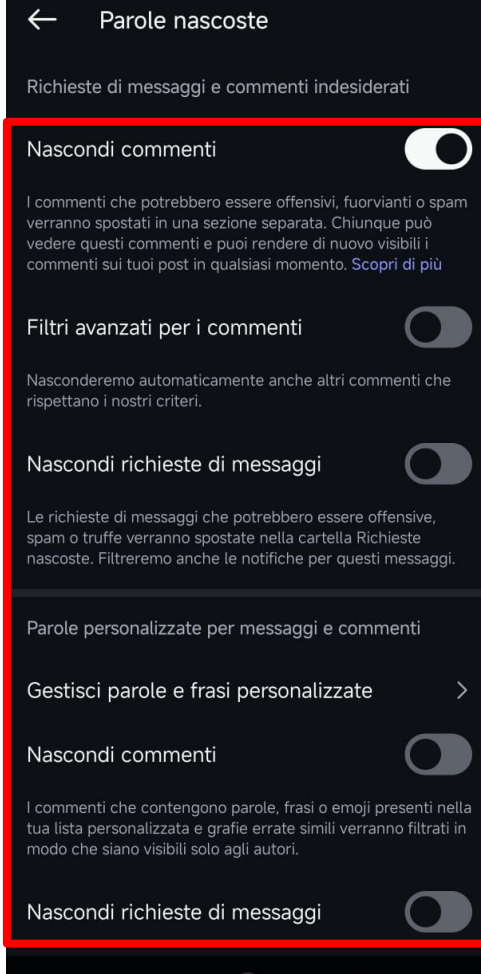 Parole nascoste
Richieste di messaggi e commenti indesiderati
Nascondi commenti
I commenti che potrebbero essere offensivi, fuorvianti o spam
verranno spostati in una sezione separata. Chiunque può
vedere questi commenti e puoi rendere di nuovo visibili i
commenti sui tuoi post in qualsiasi momento. Scopri di più
Filtri avanzati per i commenti
Nasconderemo automaticamente anche altri commenti che
rispettano i nostri criteri.
Nascondi richieste di messaggi
Le richieste di messaggi che potrebbero essere offensive,
spam o truffe verranno spostate nella cartella Richieste
nascoste. Filtreremo anche le notifiche per questi messaggi.
Parole personalizzate per messaggi e commenti
Gestisci parole e frasi personalizzate
Nascondi commenti
I commenti che contengono parole, frasi o emoji presenti nella
tua lista personalizzata e grafie errate simili verranno filtrati in
modo che siano visibili solo agli autori.
Nascondi richieste di messaggi